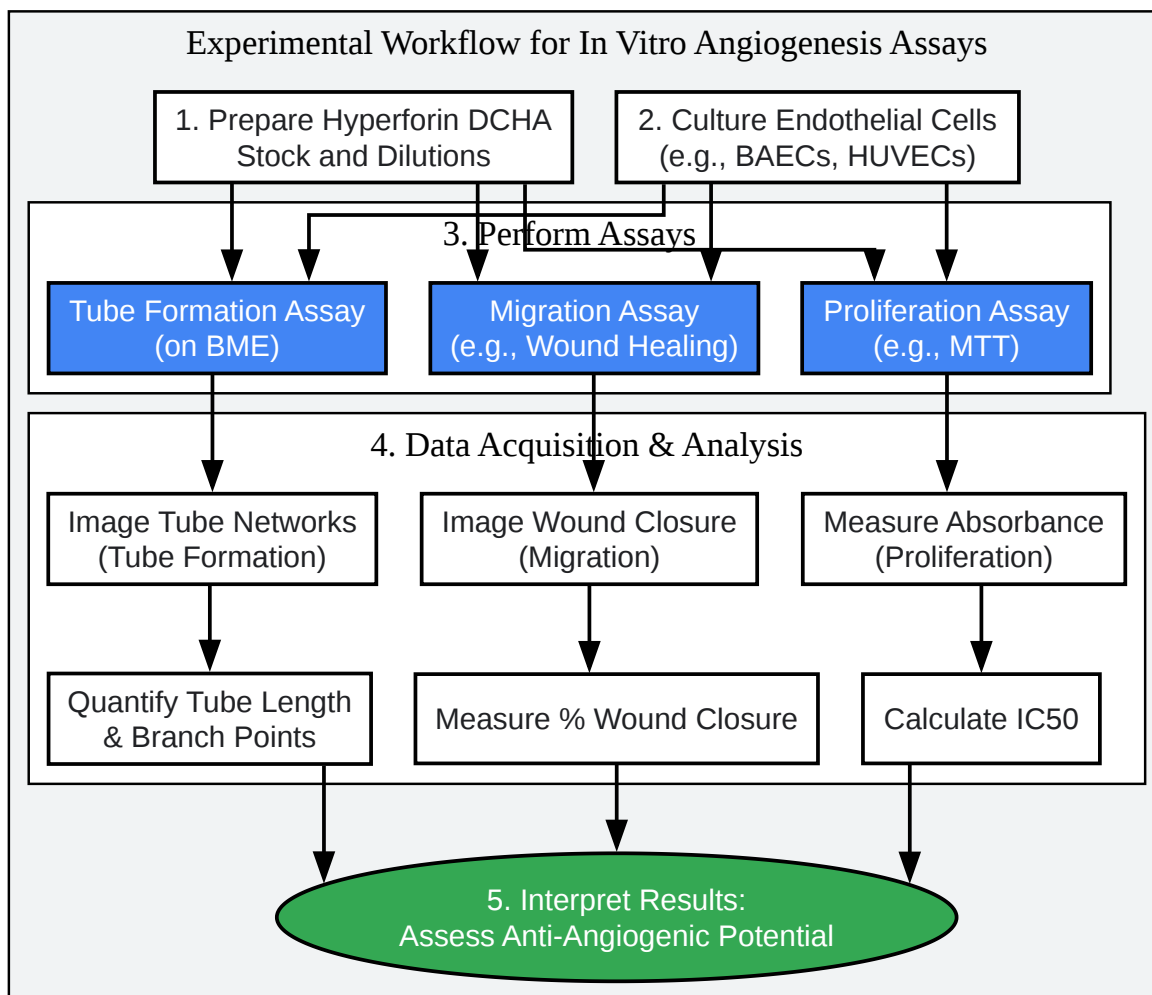 Experimental Workflow for In Vitro Angiogenesis Assays
1. Prepare Hyperforin DCHA
Stock and Dilutions
2. Culture Endothelial Cells
(e.g., BAECs, HUVECs)
3. Perform Assays
Tube Formation Assay
(on BME)
Migration Assay
(e.g., Wound Healing)
Proliferation Assay
(e.g., MTT)
4. Data Acquisition & Analysis
Image Tube Networks
(Tube Formation)
Image Wound Closure
(Migration)
Measure Absorbance
(Proliferation)
Quantify Tube Length
& Branch Points
Measure % Wound Closure
Calculate IC50
5. Interpret Results:
Assess Anti-Angiogenic Potential